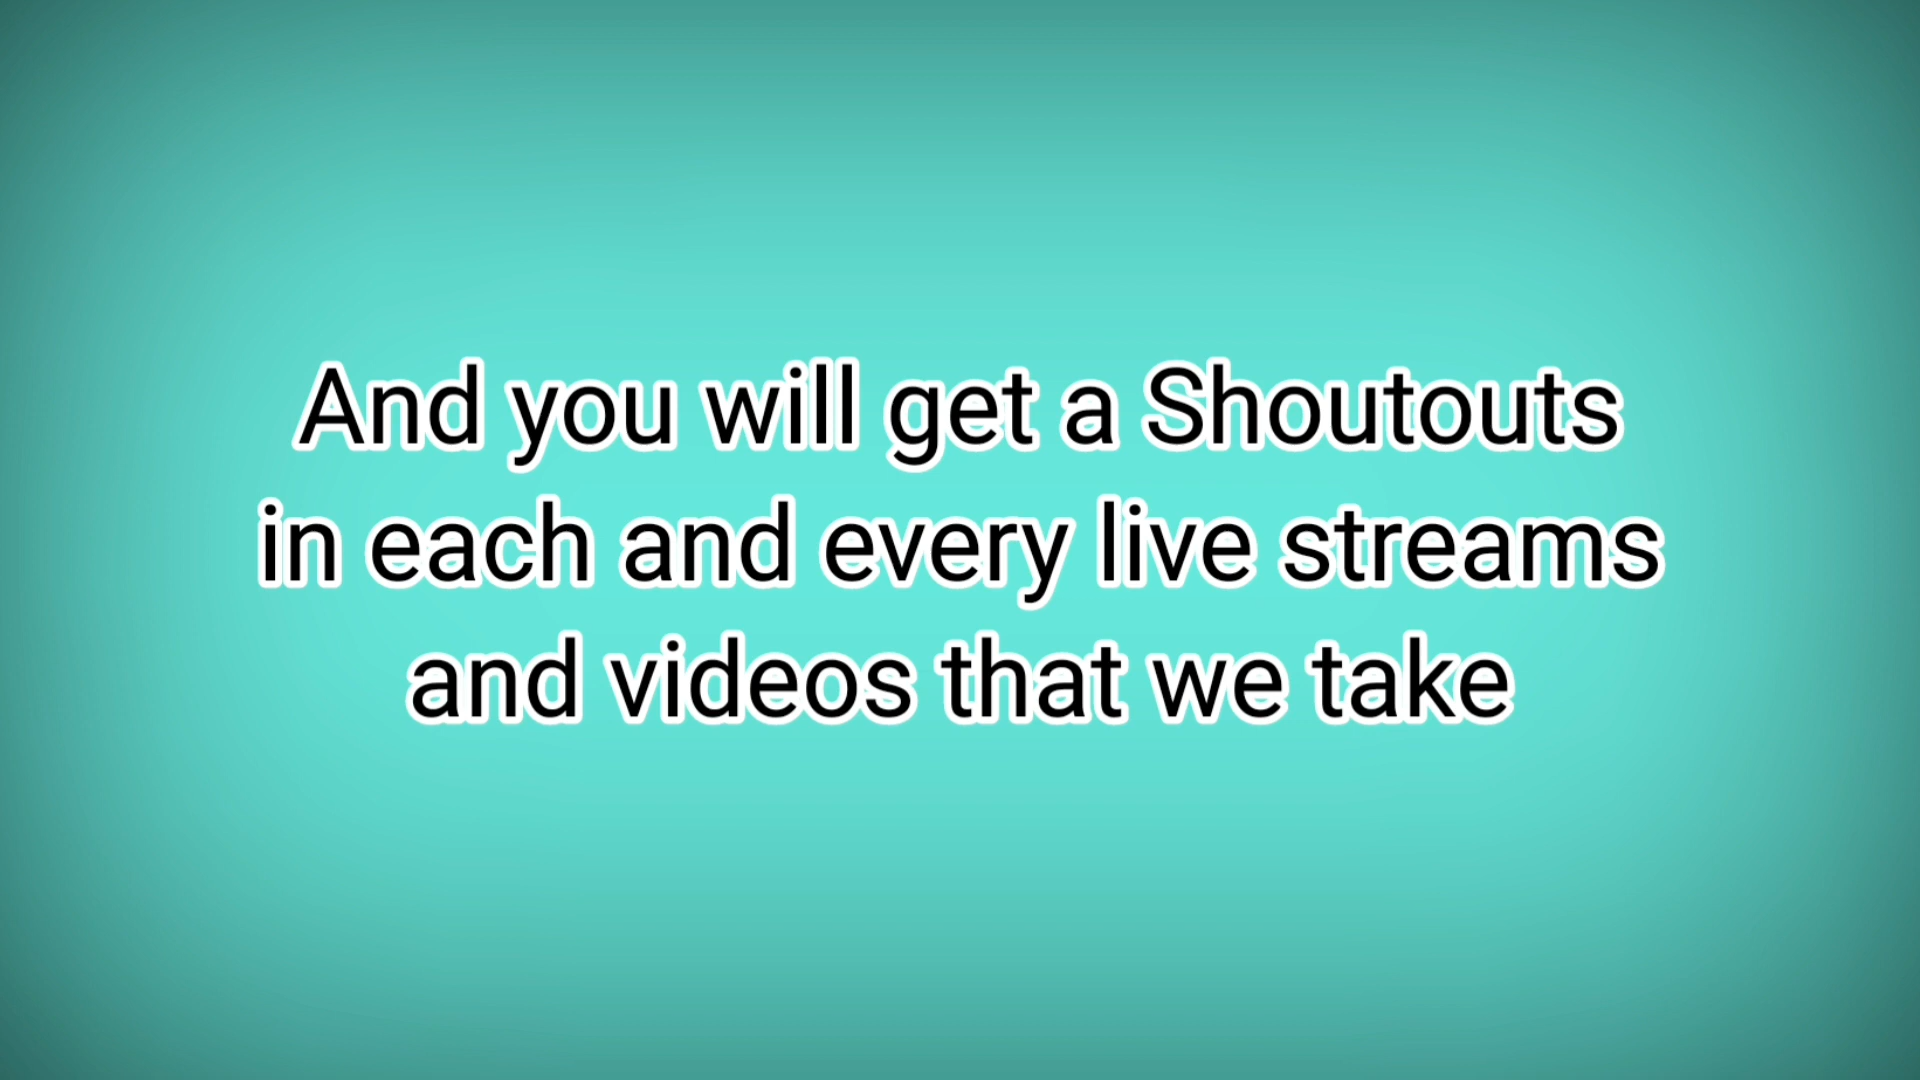 And you will get a Shoutouts
in each and every live streams
and videos that we take